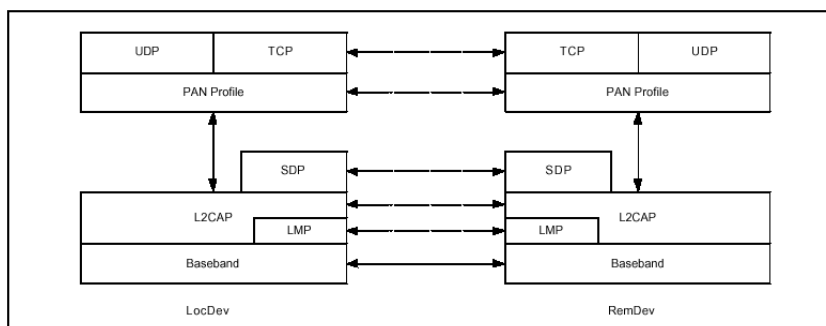 UDP TCP TCP UDP
PAN Profile PAN Profile
SDP SDP
L2CAP L2CAP
LMP LMP
Baseband Baseband
LocDev RemDev